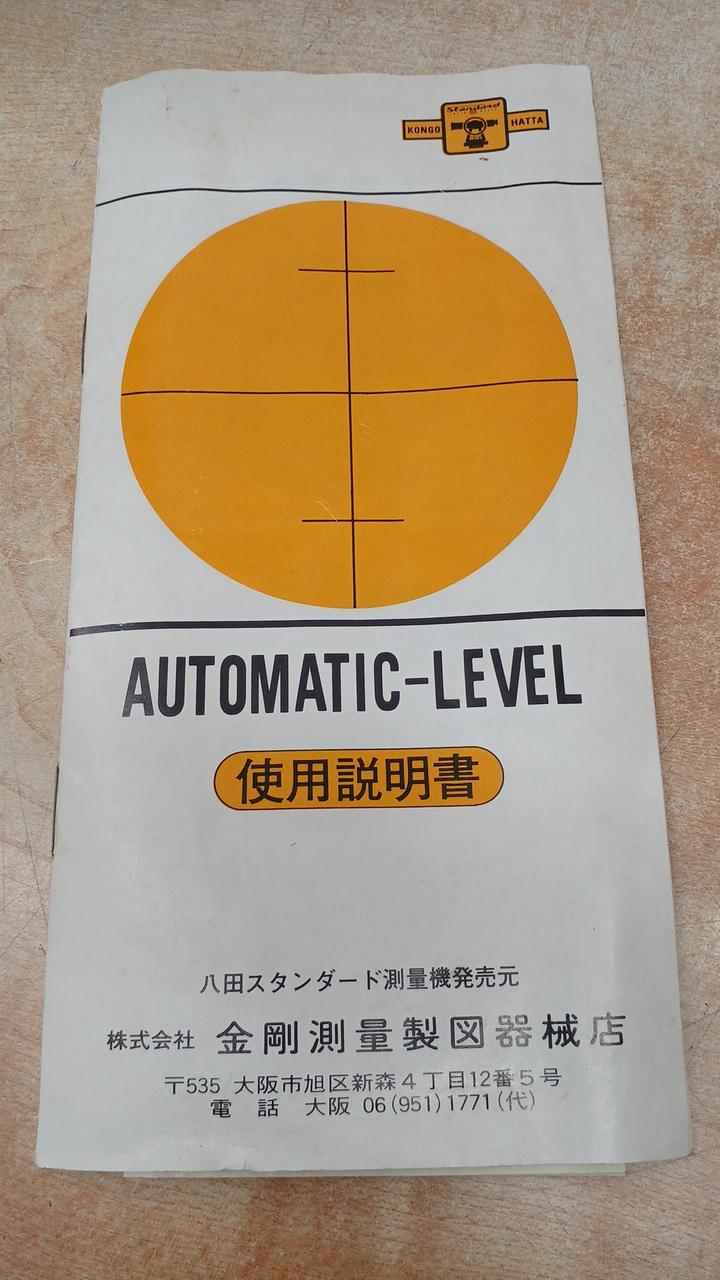 Standard
KONGO HATTA
AUTOMATIC-LEVEL
使用説明書
八田スタンダード測量機発売元
株式会社 金剛測量製図器械店
〒535 大阪市旭区新森4丁目12番5号
電話 大阪 06(951)1771(代)